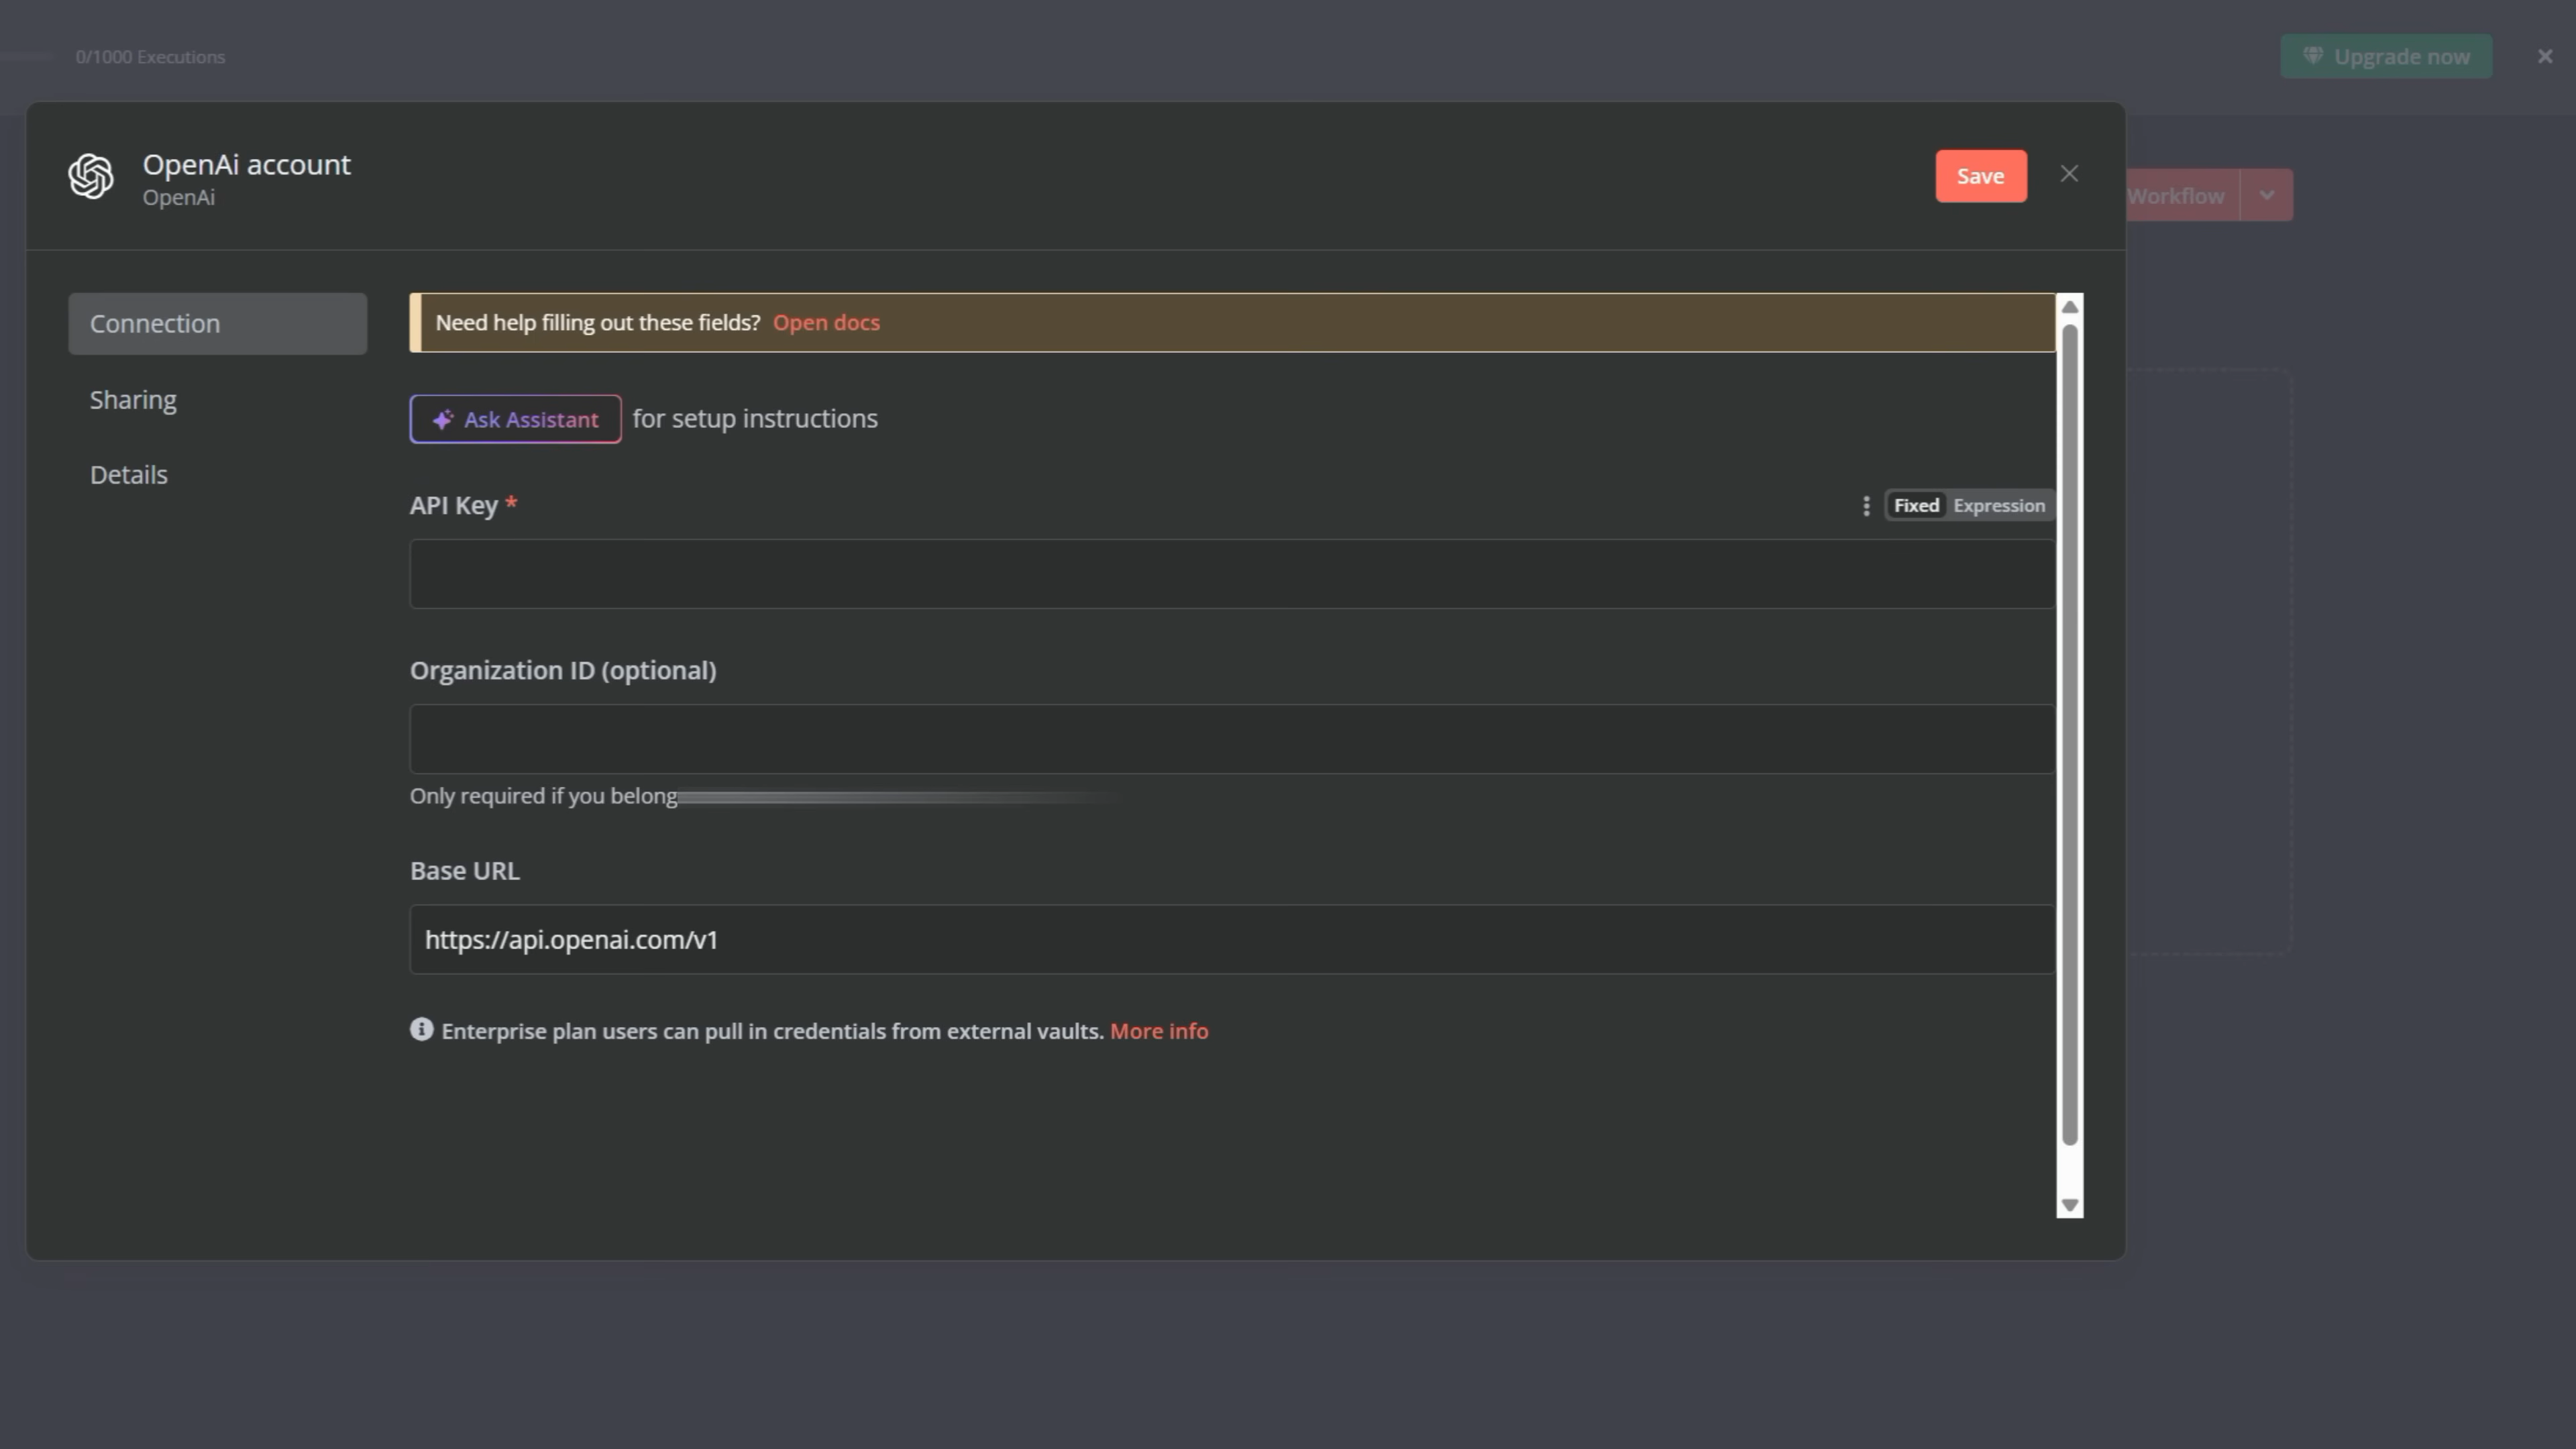 0/1000 Executions
Upgrade now
OpenAi account
OpenAi
Save
Workflow
Connection
Sharing
Details
Need help filling out these fields? Open docs
Ask Assistant for setup instructions
API Key *
Fixed Expression
Organization ID (optional)
Only required if you belong
Base URL
https://api.openai.com/v1
Enterprise plan users can pull in credentials from external vaults. More info